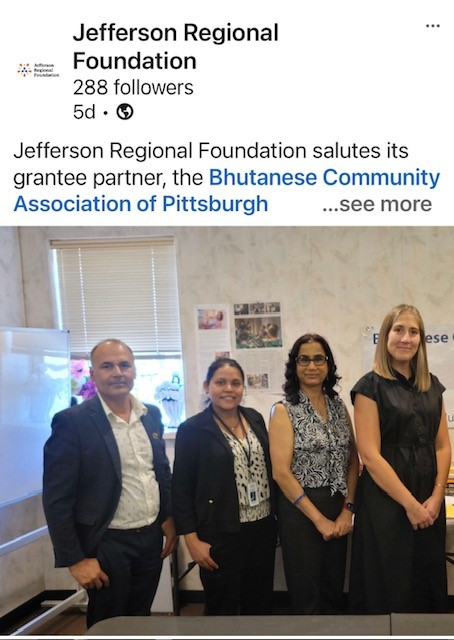 Jefferson Regional
Foundation
Jefferson
Regional
Foundation
288 followers
5d •
Jefferson Regional Foundation salutes its
grantee partner, the Bhutanese Community
Association of Pittsburgh ...see more
ese C